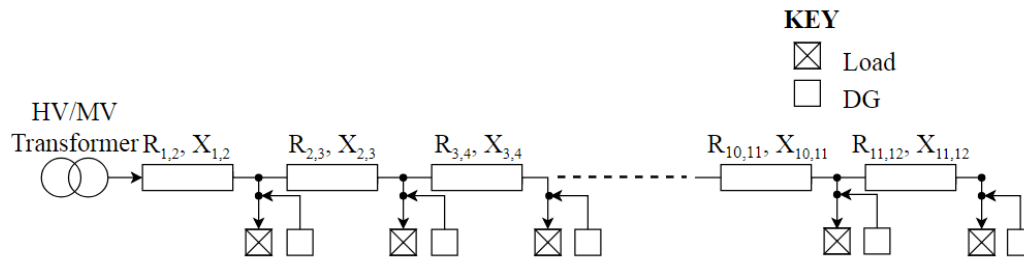 KEY
Load
DG
HV/MV
Transformer
R1,2, X1,2
R2,3, X2,3
R3,4, X3,4
R10,11, X10,11
R11,12, X11,12